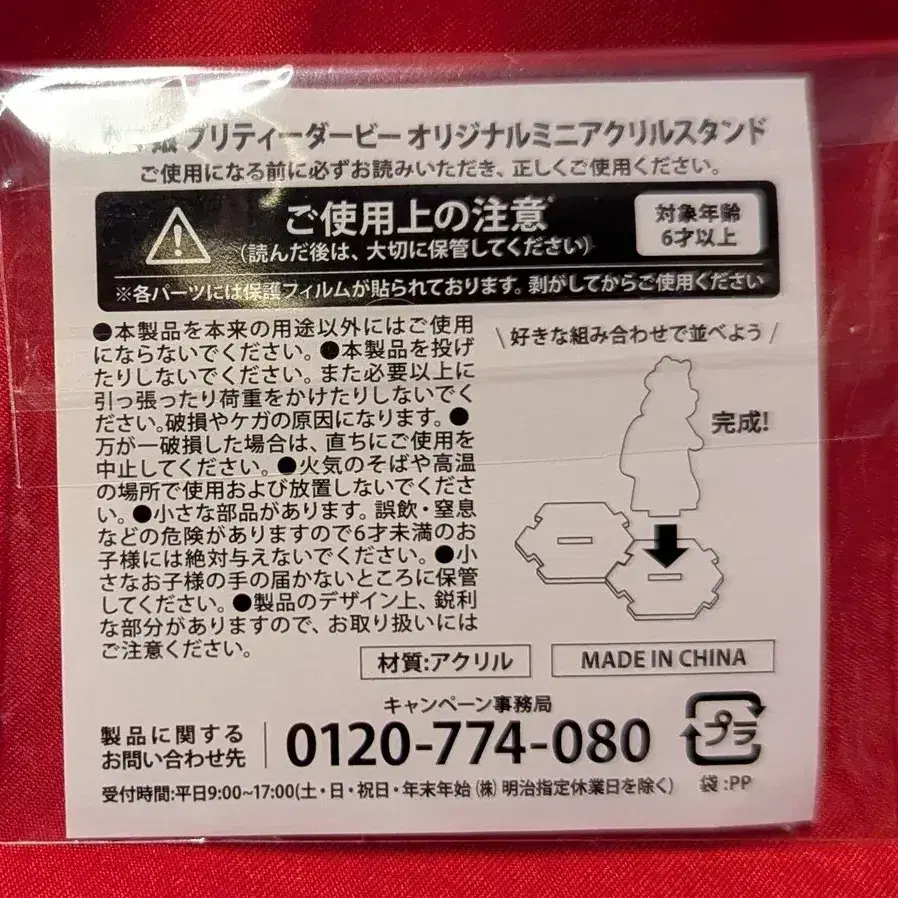 プリティーダービー オリジナルミニアクリルスタンド
ご使用になる前に必ずお読みいただき、正しくご使用ください。
ご使用上の注意
(読んだ後は、大切に保管してください)
対象年齢
6才以上
※各パーツには保護フィルムが貼られております。剥がしてからご使用ください
●本製品を本来の用途以外にはご使用
にならないでください。●本製品を投げ
たりしないでください。また必要以上に
引っ張ったり荷重をかけたりしないでく
ださい。破損やケガの原因になります。●
万が一破損した場合は、直ちにご使用を
中止してください。●火気のそばや高温
の場所で使用および放置しないでくださ
い。●小さな部品があります。誤飲・窒息
などの危険がありますので6才未満のお
子様には絶対与えないでください。●小
さなお子様の手の届かないところに保管
してください。●製品のデザイン上、鋭利
な部分がありますので、お取り扱いには
ご注意ください。
\ 好きな組み合わせで並べよう /
完成!
材質:アクリル
MADE IN CHINA
製品に関する
お問い合わせ先
キャンペーン事務局
0120-774-080
受付時間:平日9:00~17:00(土・日・祝日・年末年始 (株) 明治指定休業日を除く)
プラ
袋:PP